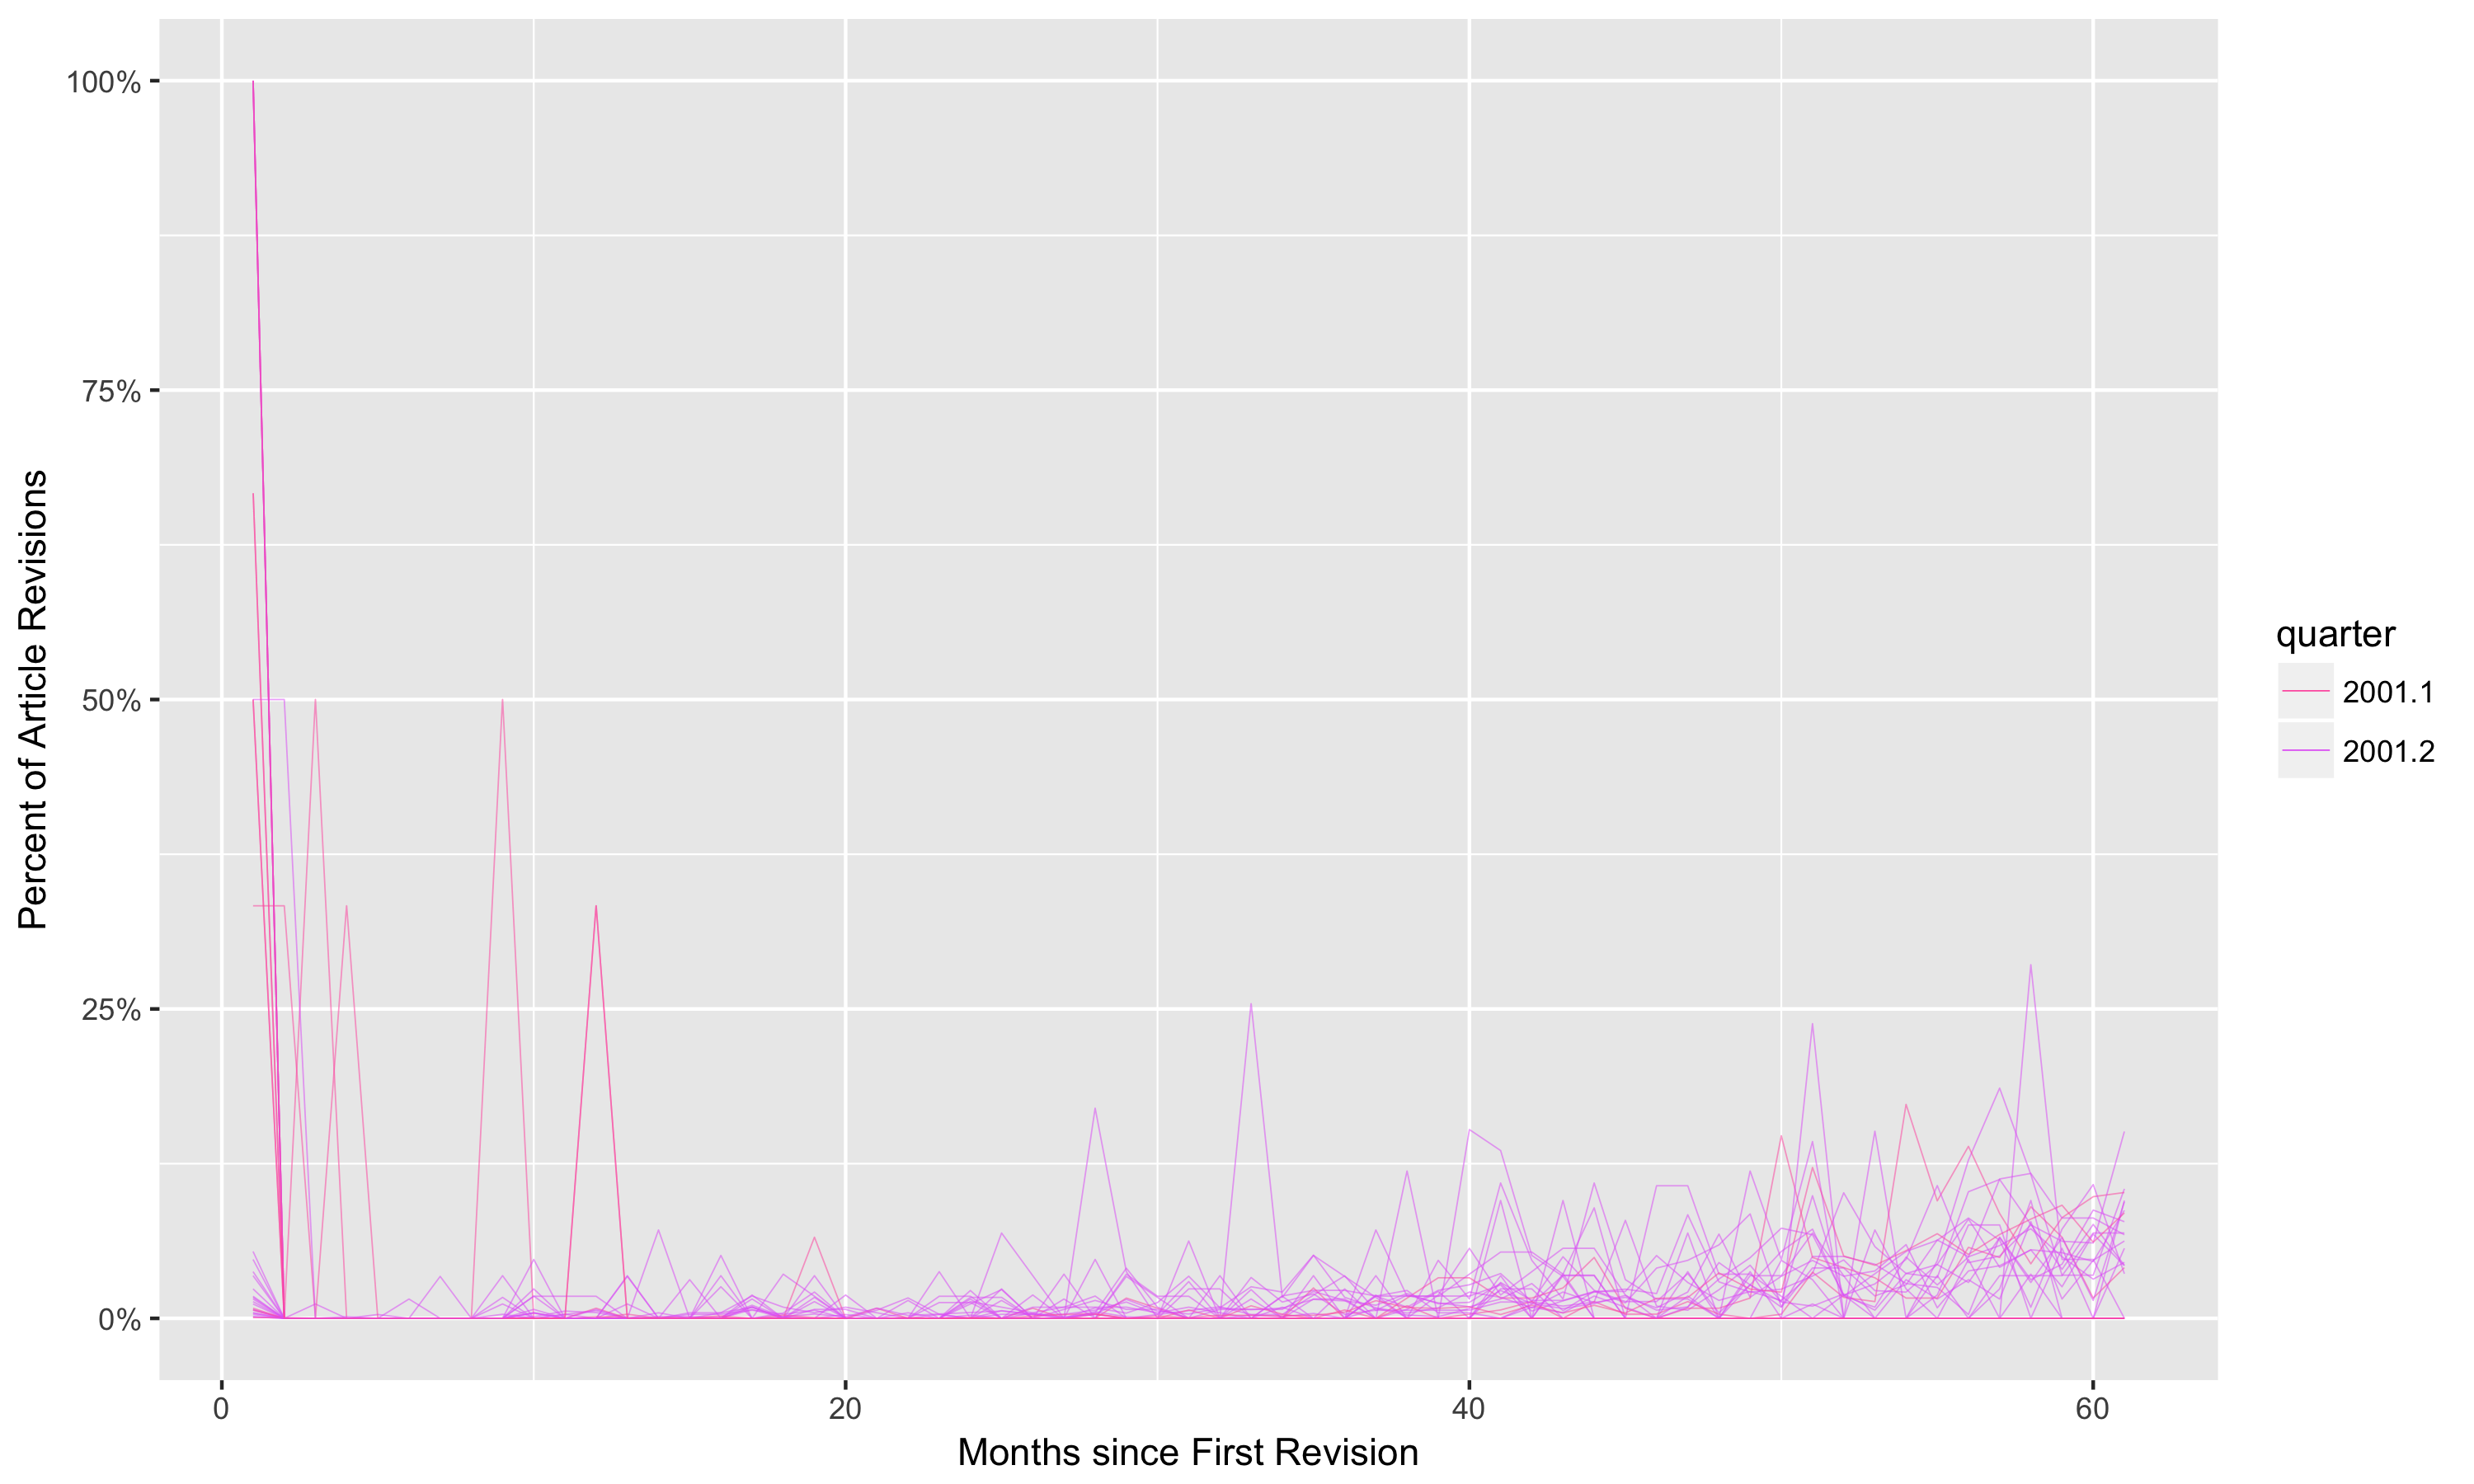 100%
75%
50%
25%
0%
Percent of Article Revisions
0 20 40 60
Months since First Revision
quarter
2001.1
2001.2